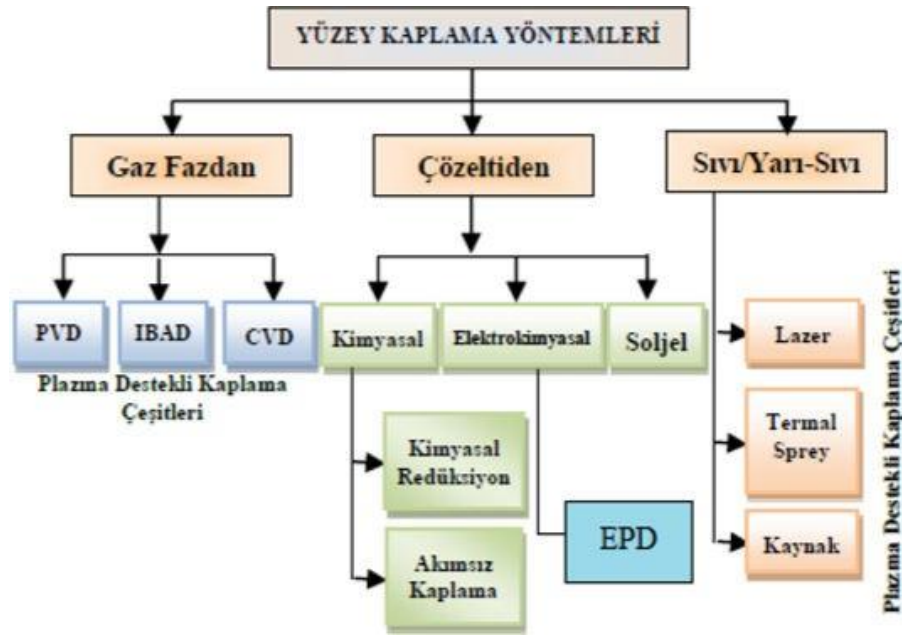 YÜZEY KAPLAMA YÖNTEMLERİ
Gaz Fazdan
Çözeltiden
Sıvı/Yarı-Sıvı
PVD
IBAD
CVD
Plazma Destekli Kaplama
Çeşitleri
Kimyasal
Elektrokimyasal
Soljel
Kimyasal
Redüksiyon
Akımsız
Kaplama
EPD
Lazer
Termal
Sprey
Kaynak
Plazma Destekli Kaplama Çeşitleri